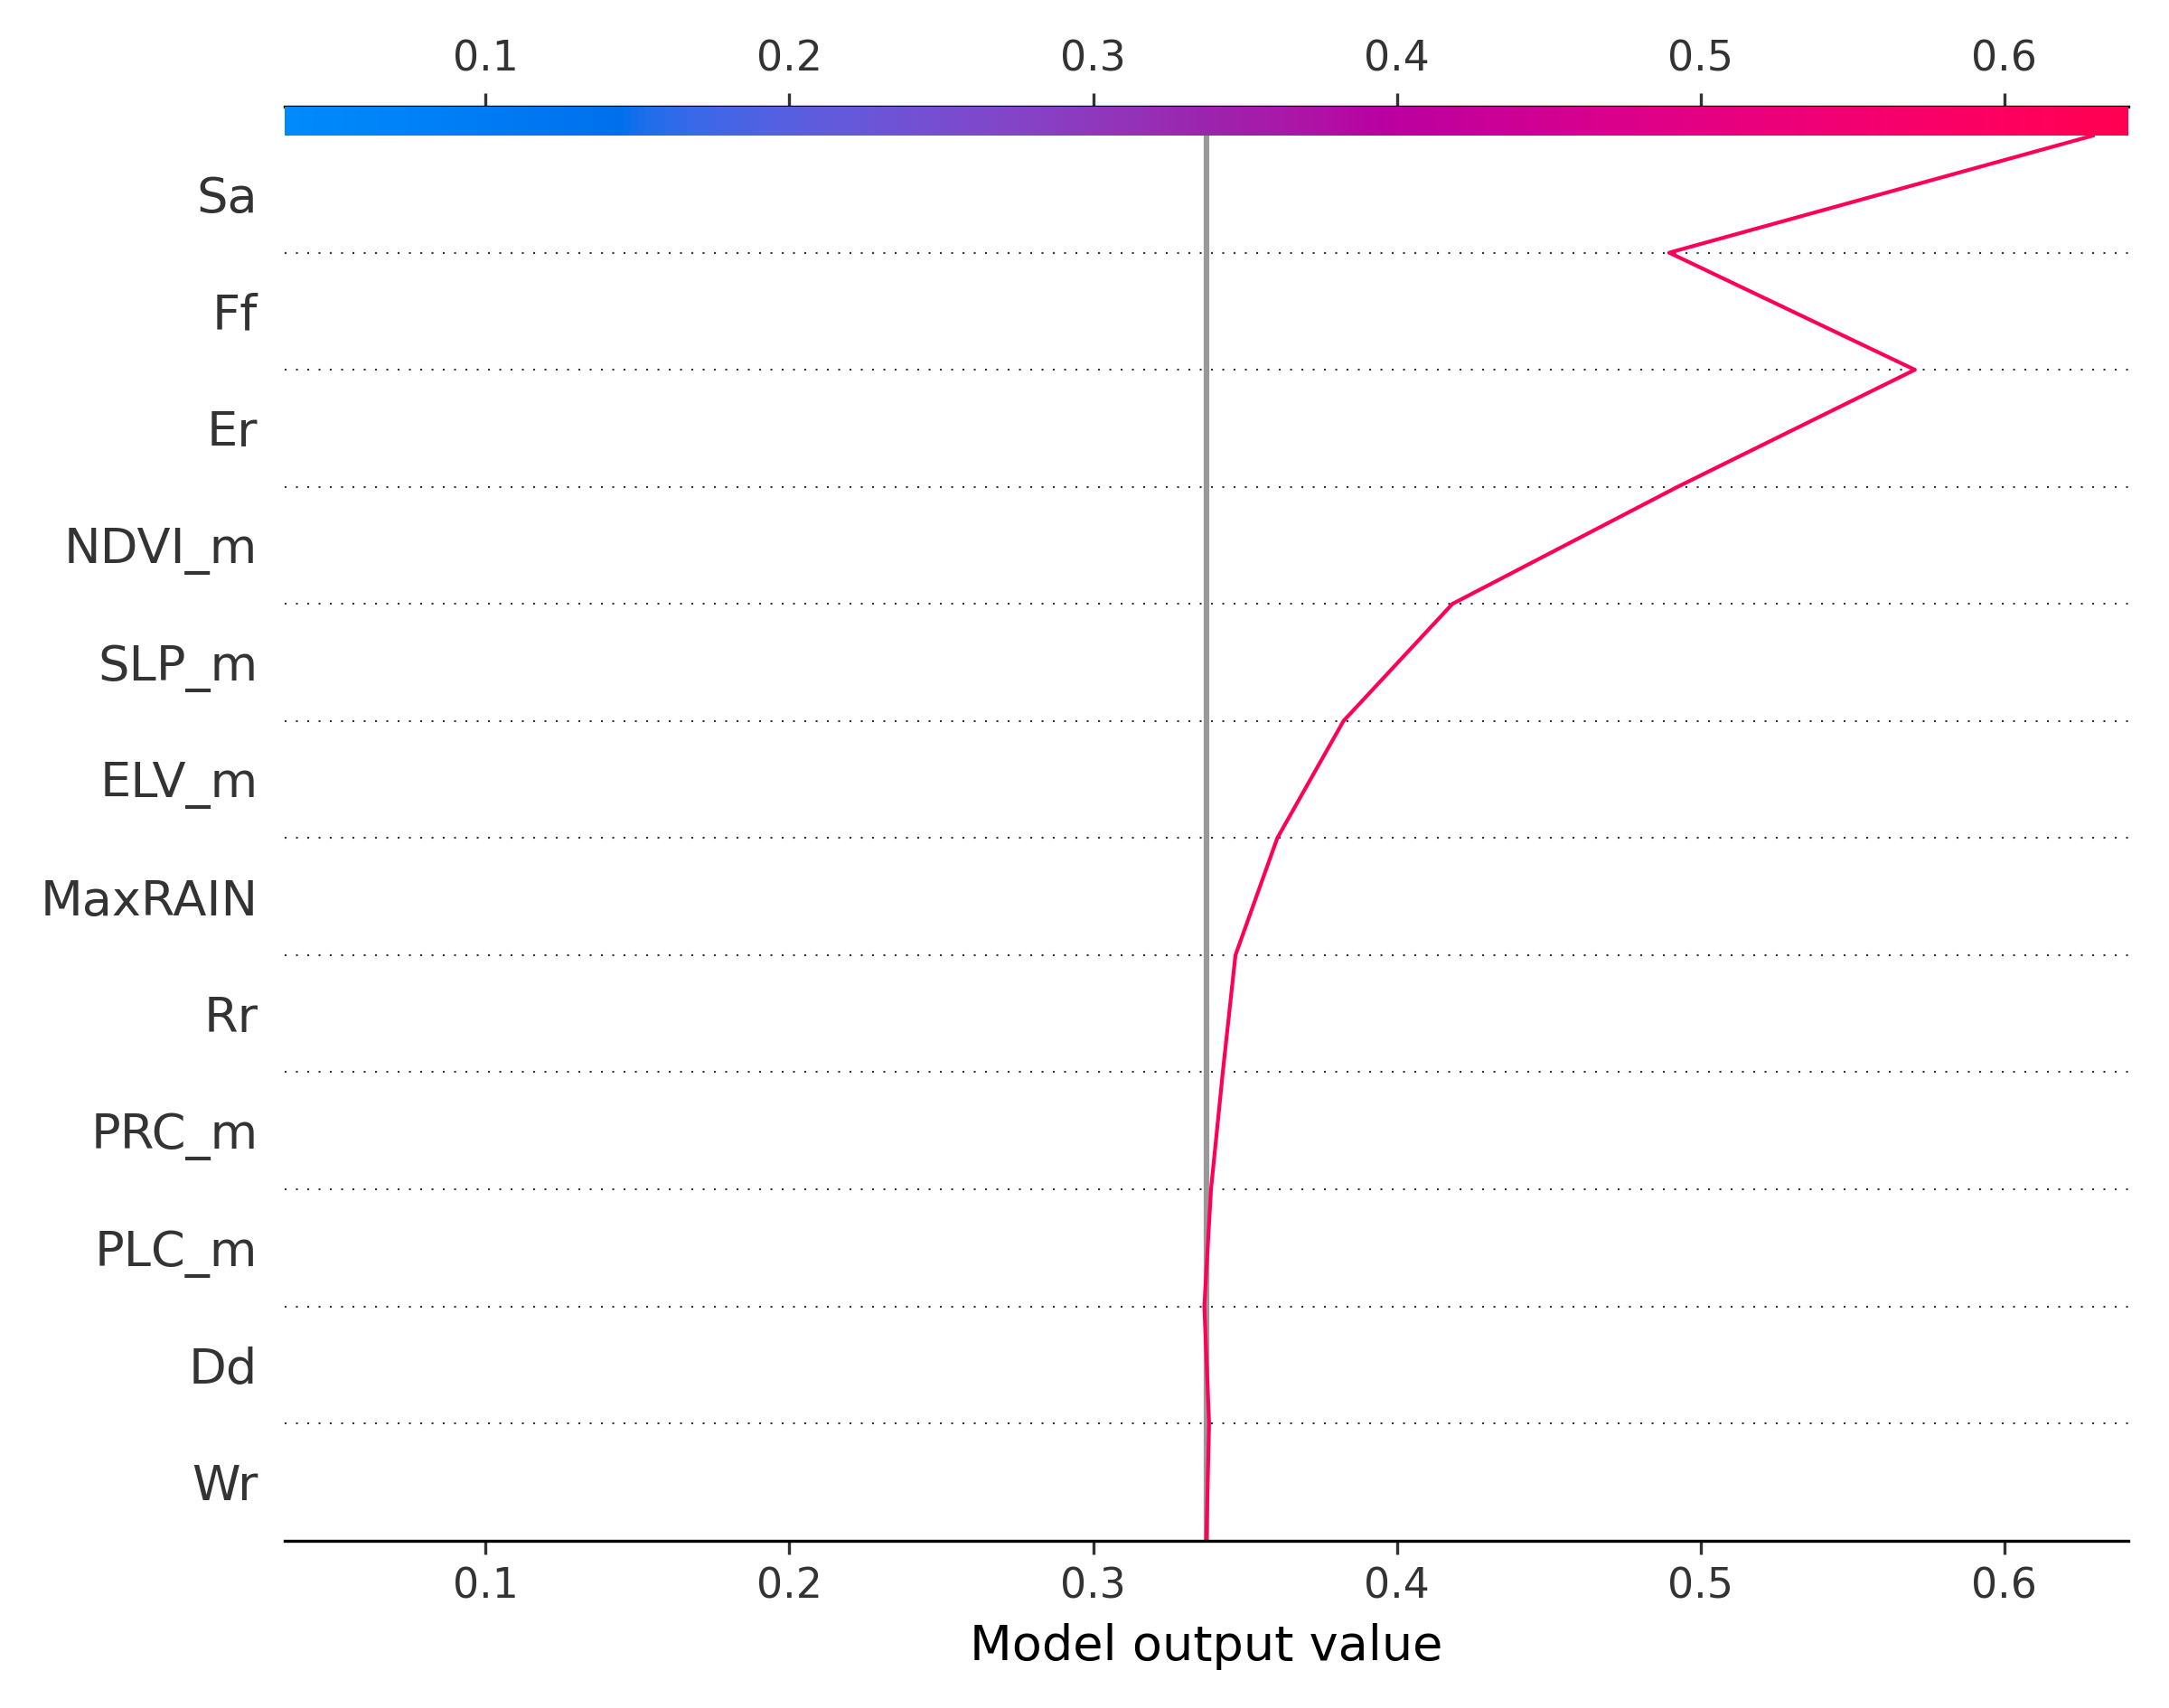 0.1 0.2 0.3 0.4 0.5 0.6
Sa
Ff
Er
NDVI_m
SLP_m
ELV_m
MaxRAIN
Rr
PRC_m
PLC_m
Dd
Wr
0.1 0.2 0.3 0.4 0.5 0.6
Model output value